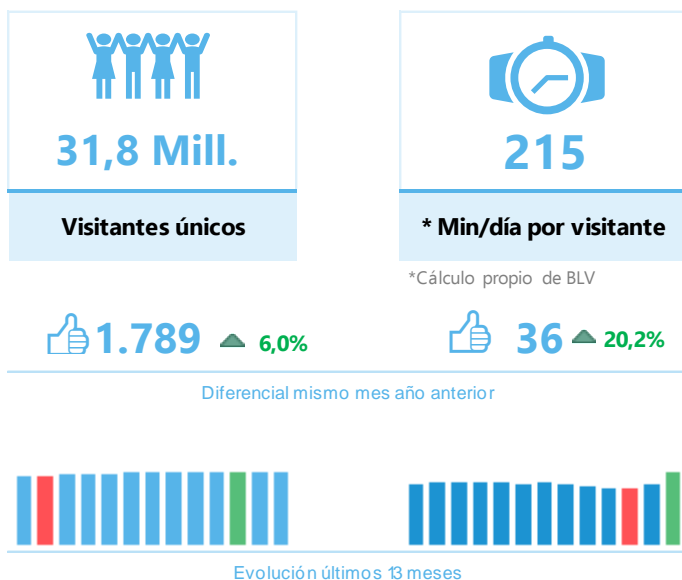 31,8 Mill.
215
Visitantes únicos
* Min/día por visitante
*Cálculo propio de BLV
1.789 6,0%
36 20,2%
Diferencial mismo mes año anterior
Evolución últimos 13 meses